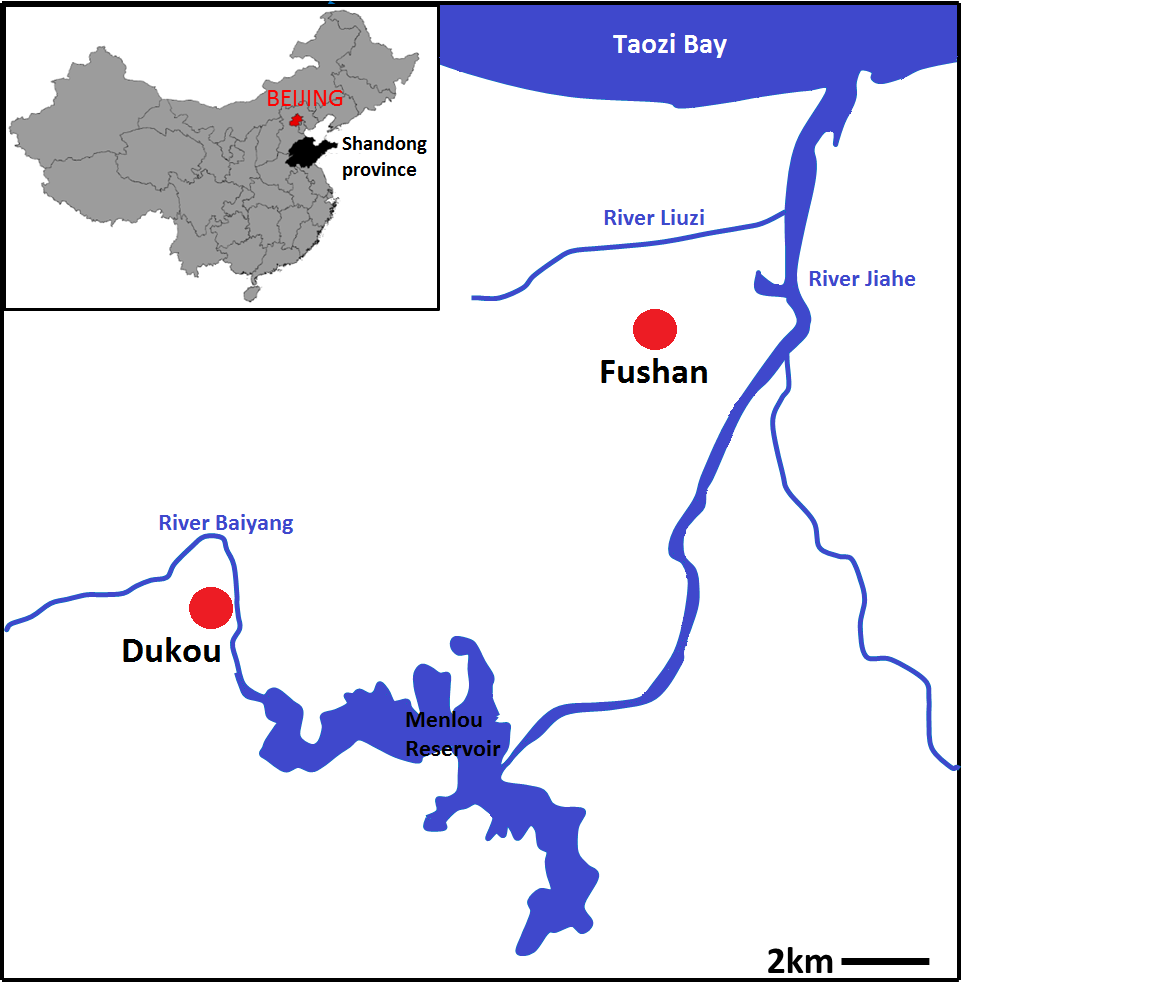 Taozi Bay
BEIJING
Shandong
province
River Liuzi
River Jiahe
Fushan
River Baiyang
Dukou
Menlou
Reservoir
2km